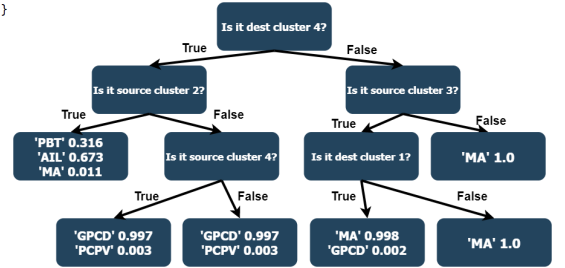 }
Is it dest cluster 4?
True
False
Is it source cluster 2?
Is it source cluster 3?
True
False
True
False
'PBT' 0.316
'AIL' 0.673
'MA' 0.011
Is it source cluster 4?
Is it dest cluster 1?
'MA' 1.0
True
False
True
False
'GPCD' 0.997
'PCPV' 0.003
'GPCD' 0.997
'PCPV' 0.003
'MA' 0.998
'GPCD' 0.002
'MA' 1.0